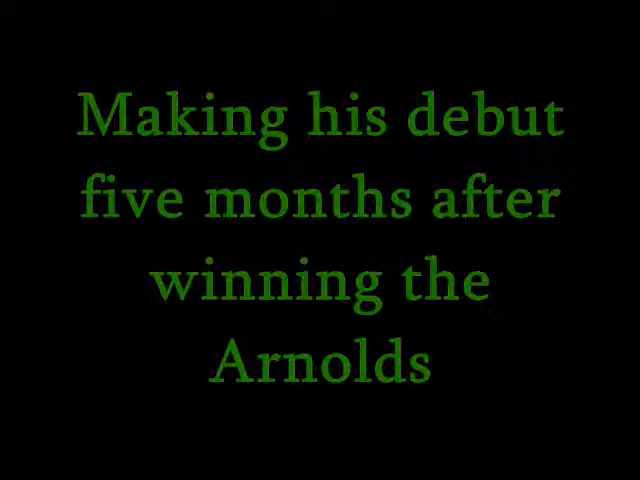 Making his debut
five months after
winning the
Arnolds